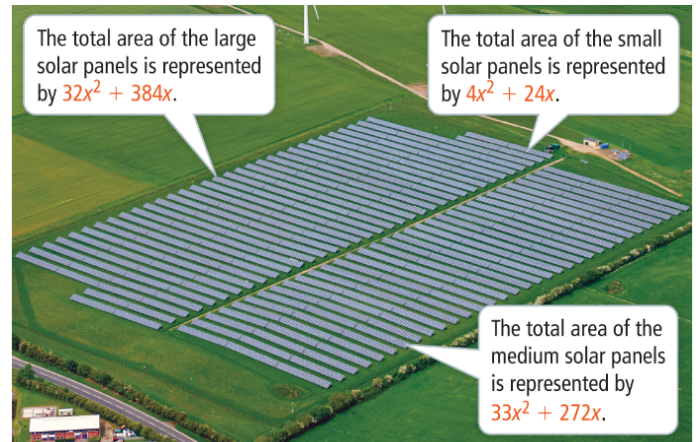 The total area of the large
solar panels is represented
by 32x² + 384x.
The total area of the small
solar panels is represented
by 4x² + 24x.
The total area of the
medium solar panels
is represented by
33x² + 272x.